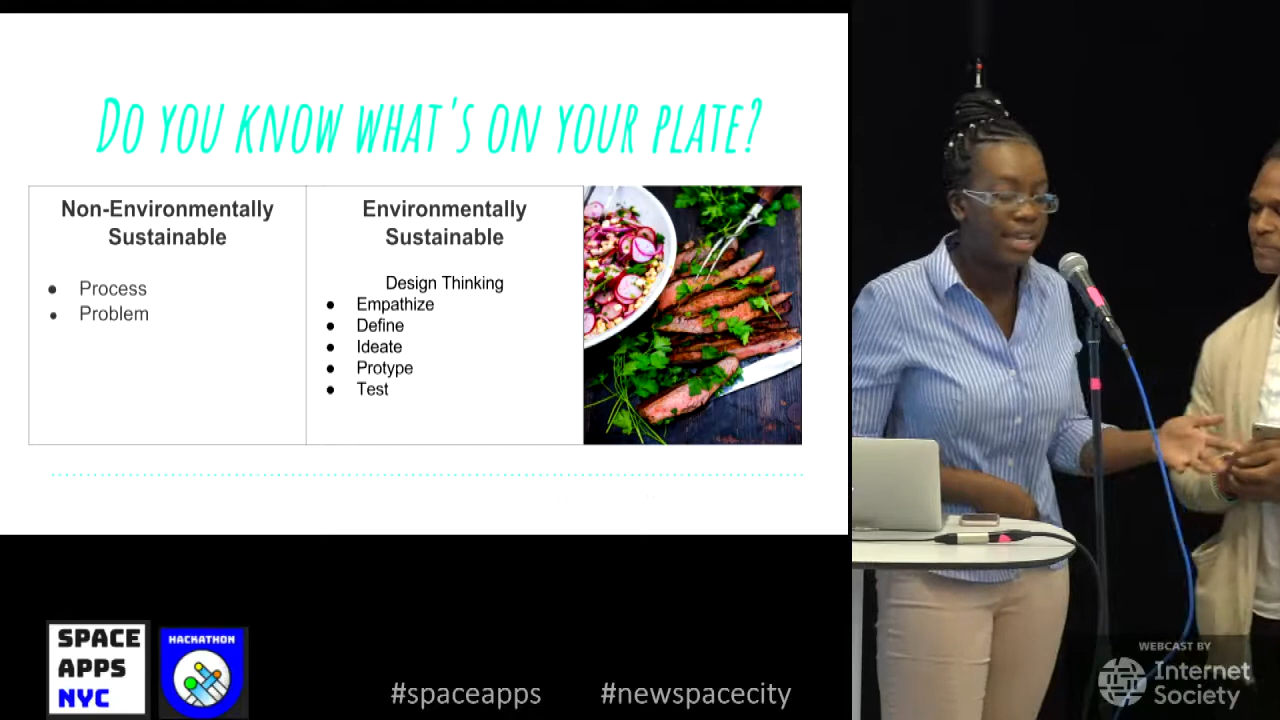 Do you know what's on your plate?
Non-Environmentally
Sustainable
● Process
● Problem
Environmentally
Sustainable
Design Thinking
● Empathize
● Define
● Ideate
● Protype
● Test
SPACE
APPS
NYC
HACKATHON
#spaceapps
#newspacecity
WEBCAST BY
Internet
Society